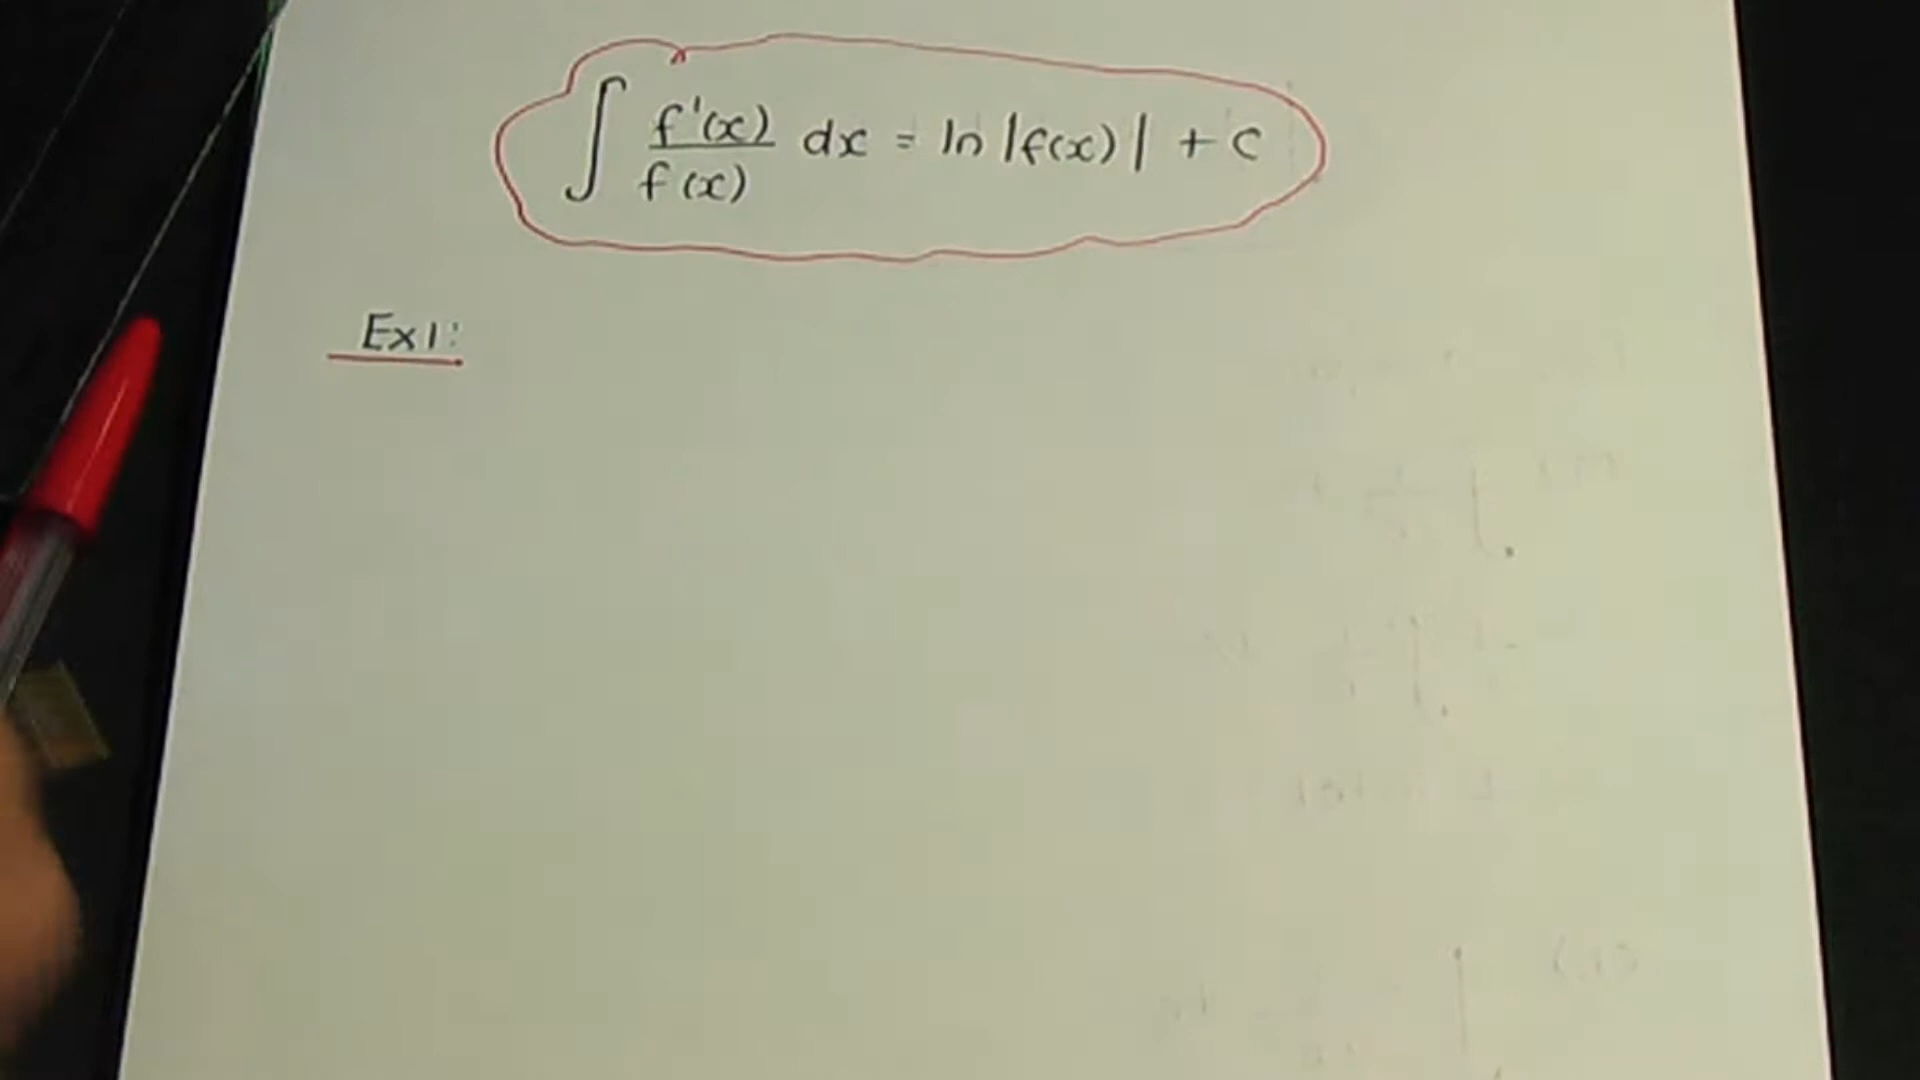 ∫ f'(x)/f(x) dx = ln |f(x)| + c
Ex1: